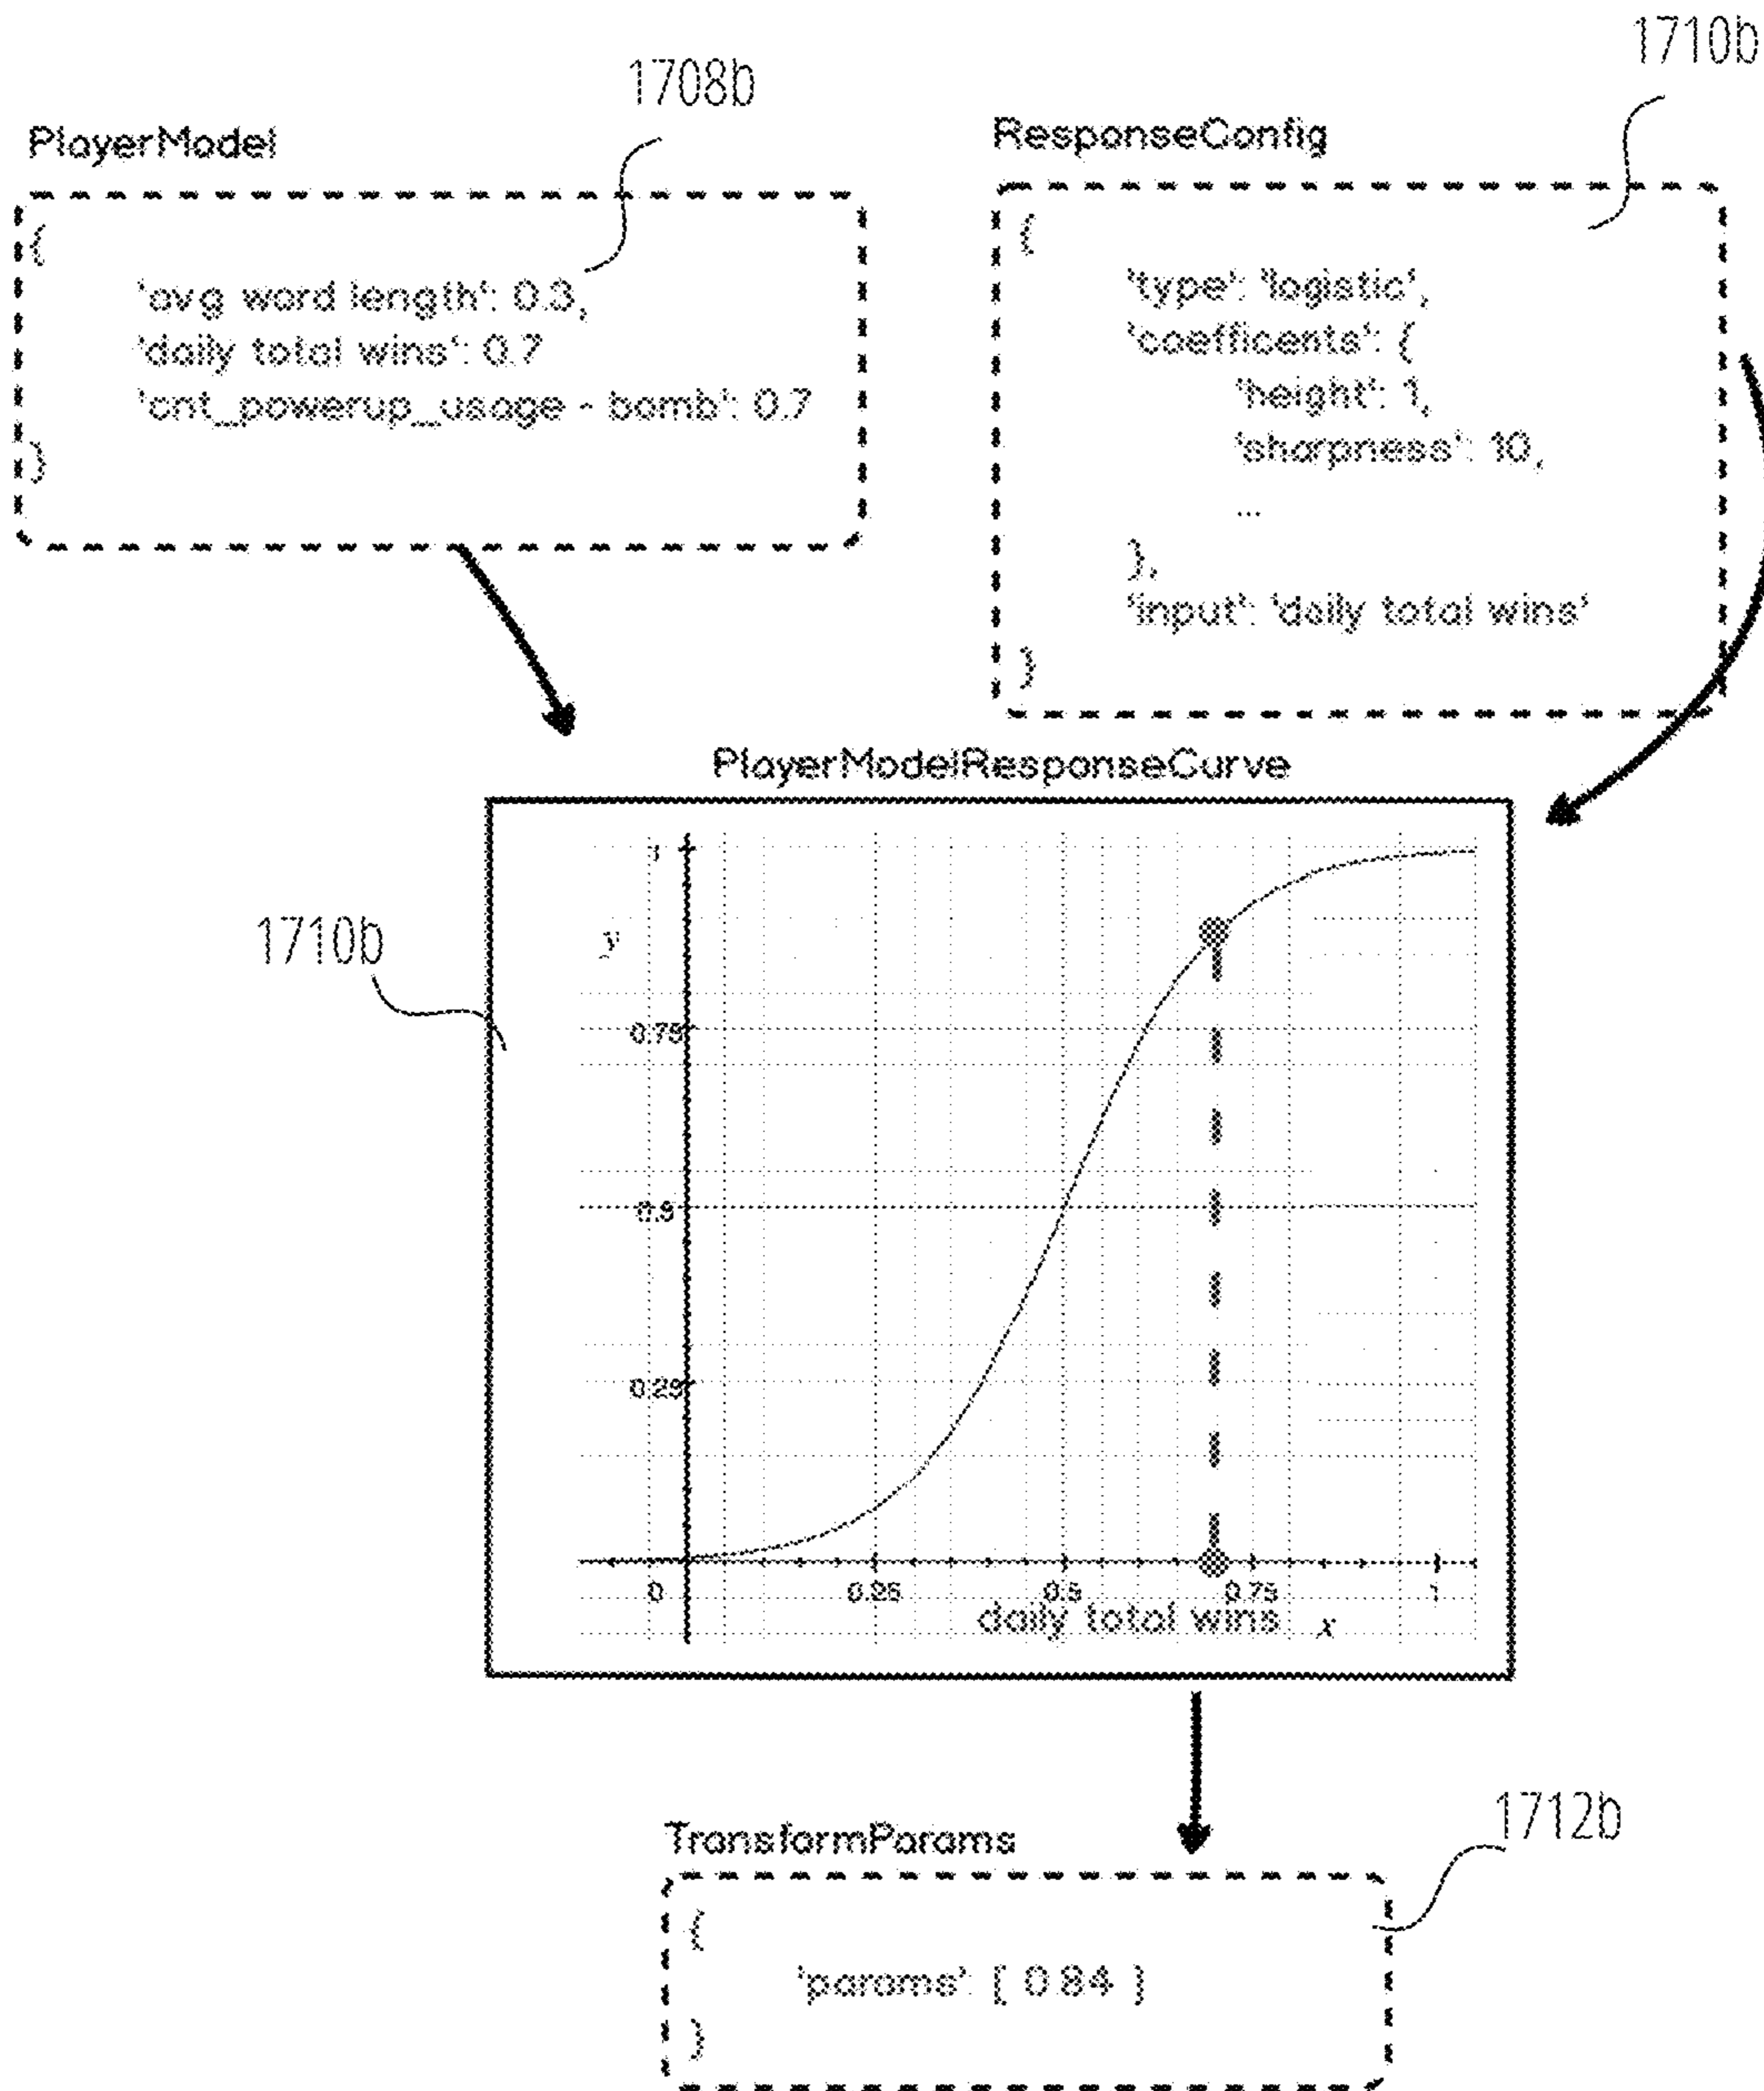 1708b
PlayerModel
{
'avg word length': 0.3,
'daily total wins': 0.7
'cnt_powerup_usage - bomb': 0.7
}
1710b
ResponseConfig
{
'type': 'logistic',
'coefficents': {
'height': 1,
'sharpness': 10,
...
},
'input': 'daily total wins'
}
PlayerModelResponseCurve
1710b
1
y
0.75
0.5
0.25
0 0.25 0.5 0.75 1
daily total wins x
TransformParams
1712b
{
'params': [ 0.84 ]
}